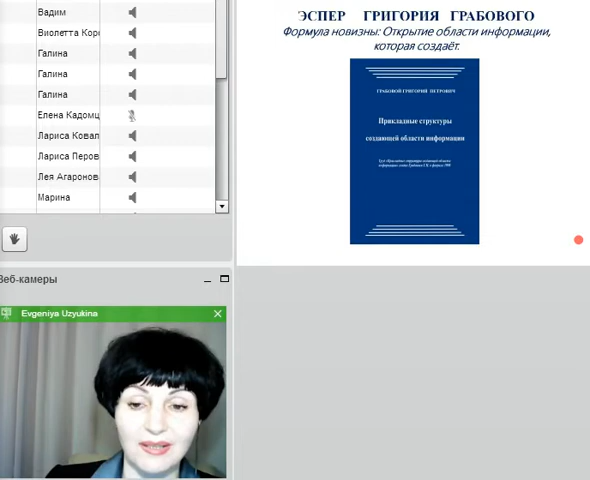 Вадим
Виолетта Коро
Галина
Галина
Галина
Елена Кадомц
Лариса Ковал
Лариса Перов
Лея Агаронов
Марина
Веб-камеры
Evgeniya Uzyukina
ЭСПЕР ГРИГОРИЯ ГРАБОВОГО
Формула новизны: Открытие области информации,
которая создаёт.
ГРАБОВОЙ ГРИГОРИЙ ПЕТРОВИЧ
Прикладные структуры
создающей области информации